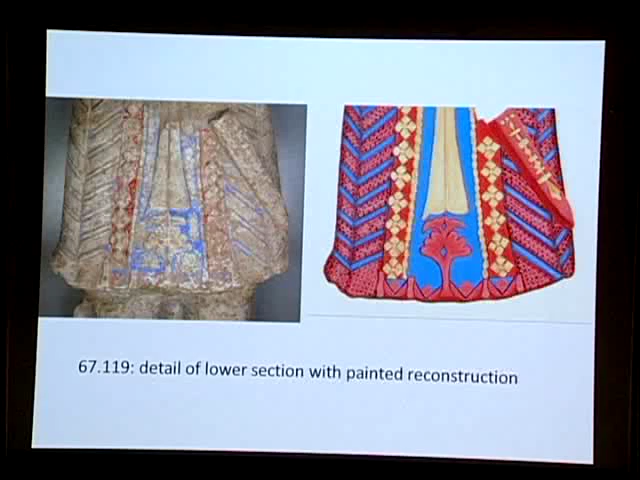 67.119: detail of lower section with painted reconstruction